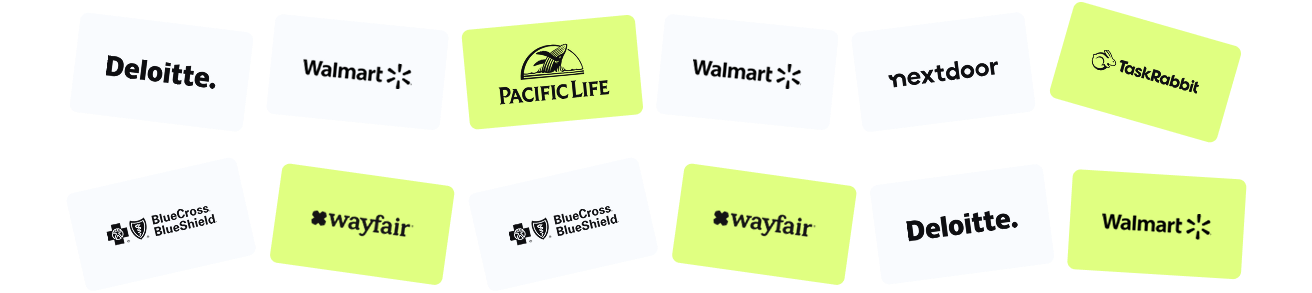 Deloitte.
Walmart
PACIFIC LIFE
Walmart
nextdoor
TaskRabbit
BlueCross
BlueShield
wayfair
BlueCross
BlueShield
wayfair
Deloitte.
Walmart